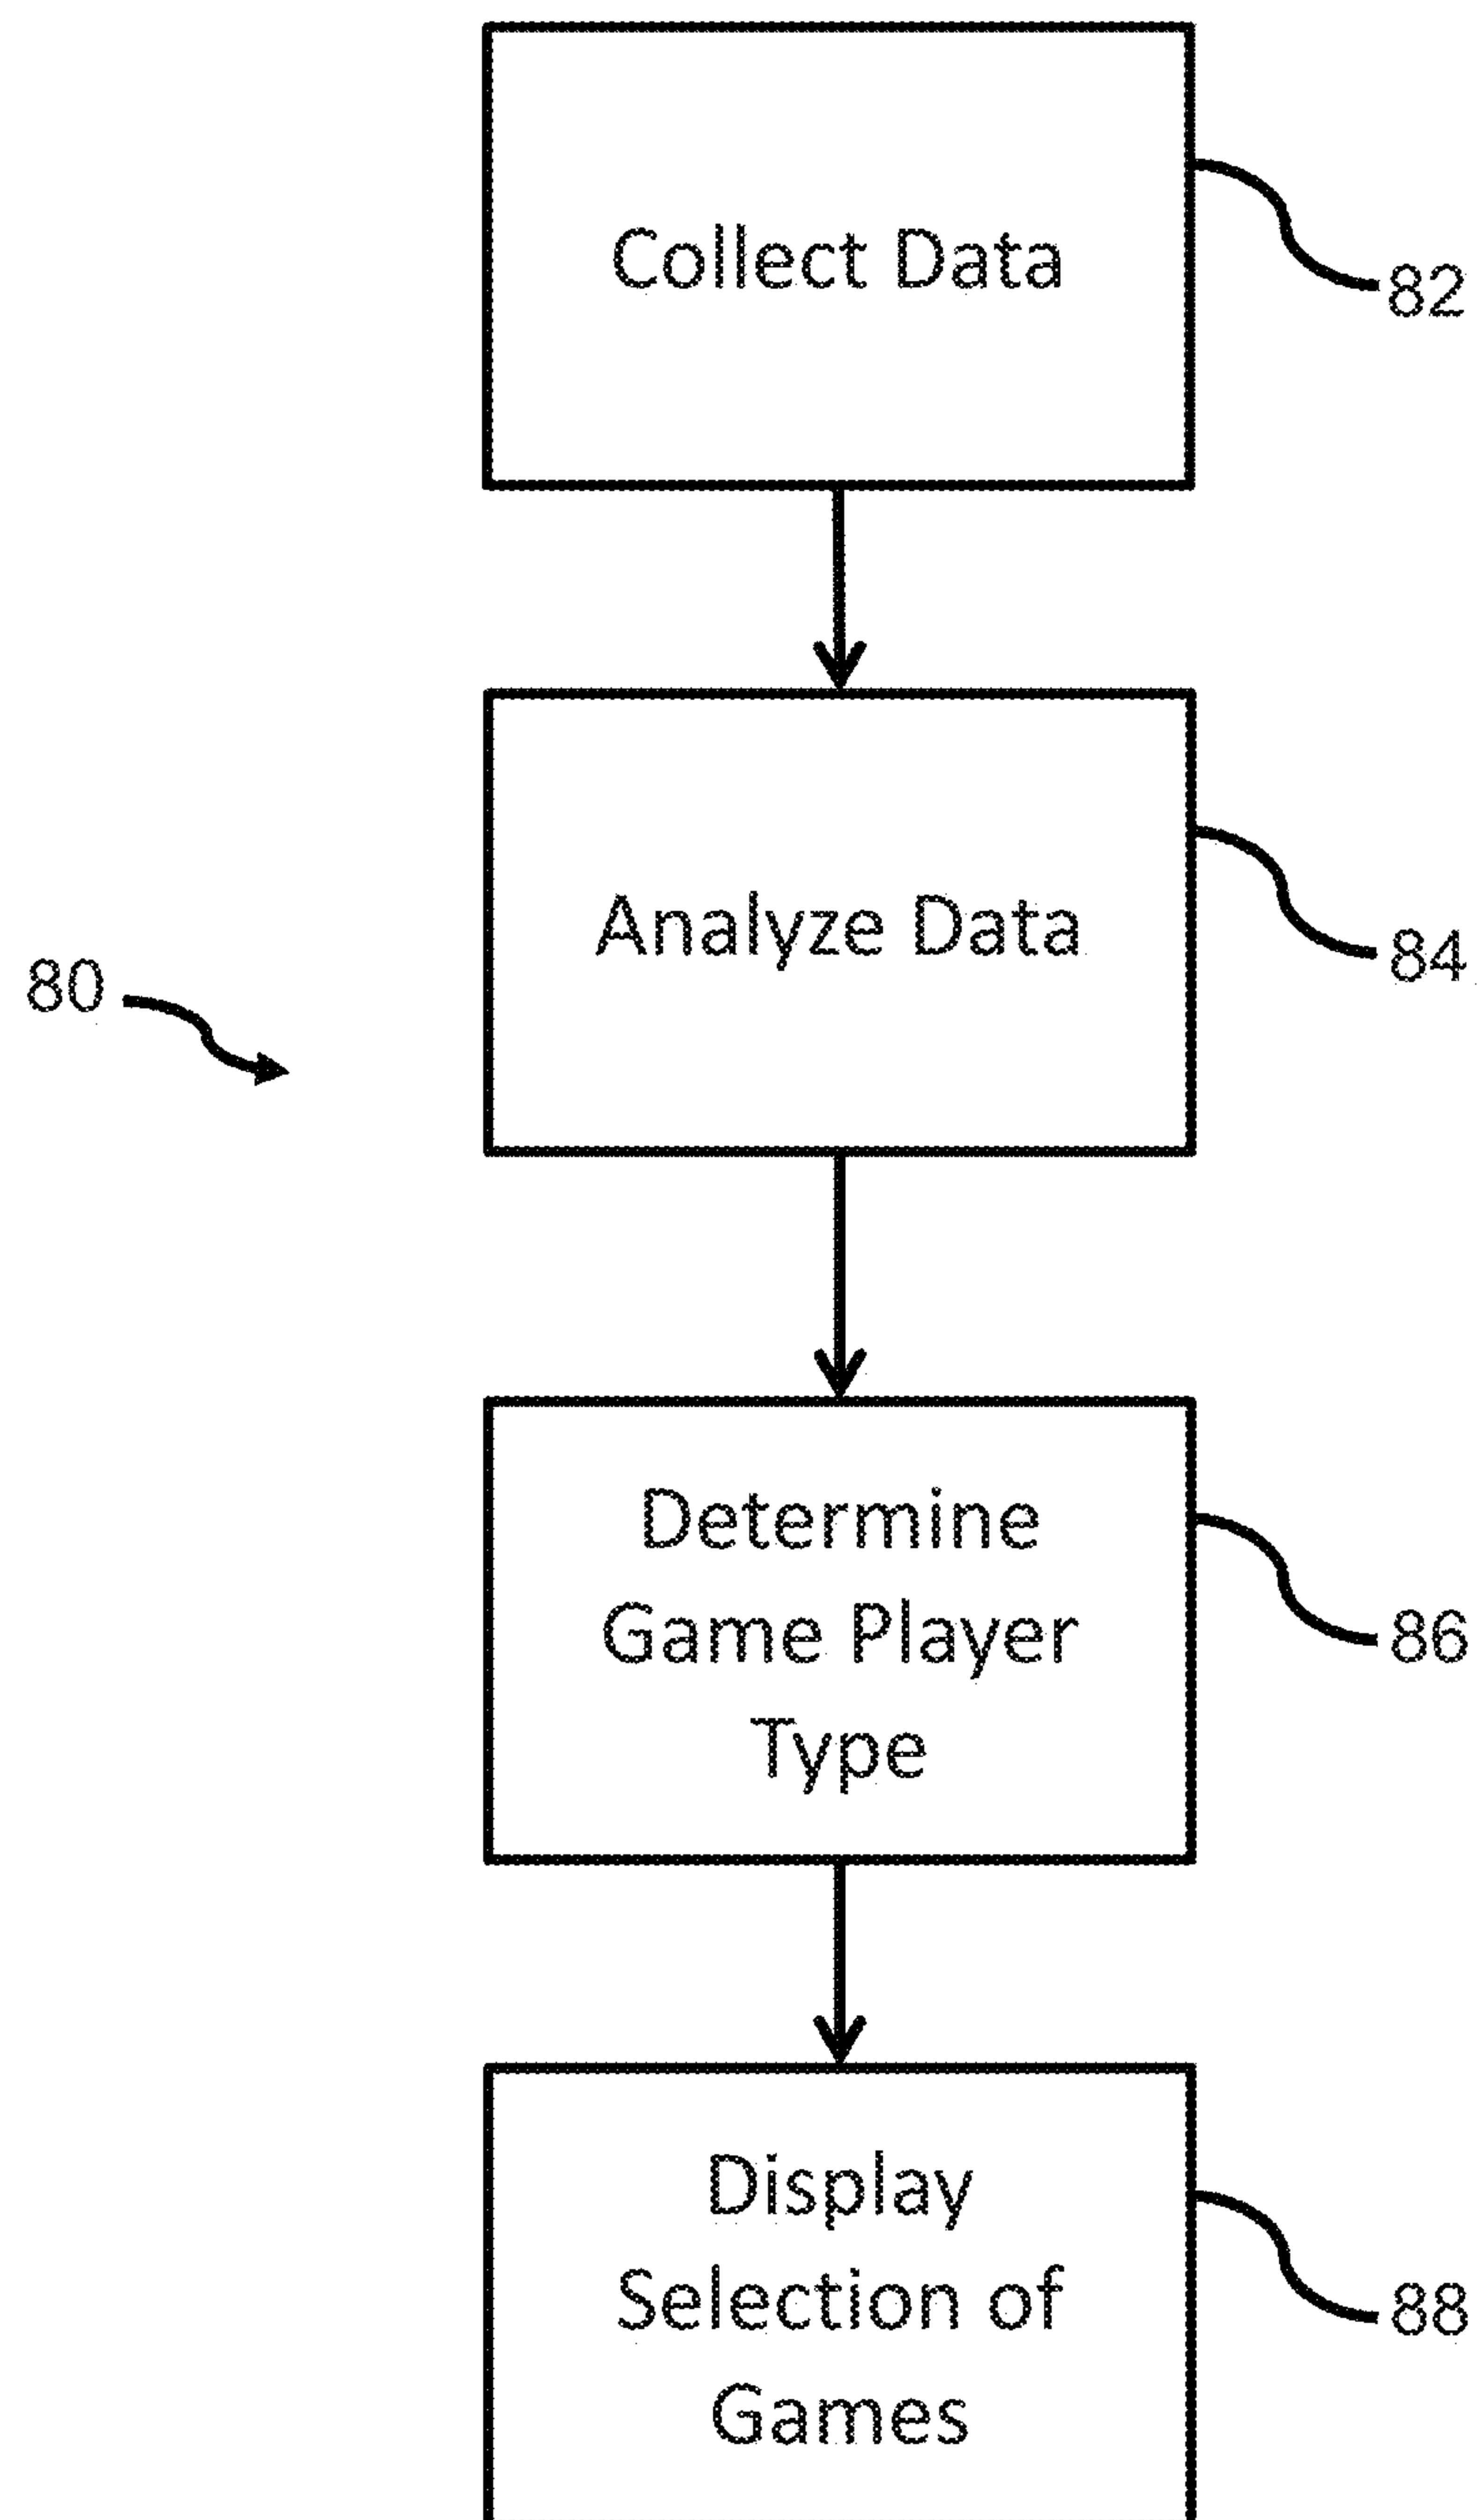 Collect Data
82
Analyze Data
84
80
Determine
Game Player
Type
86
Display
Selection of
Games
88